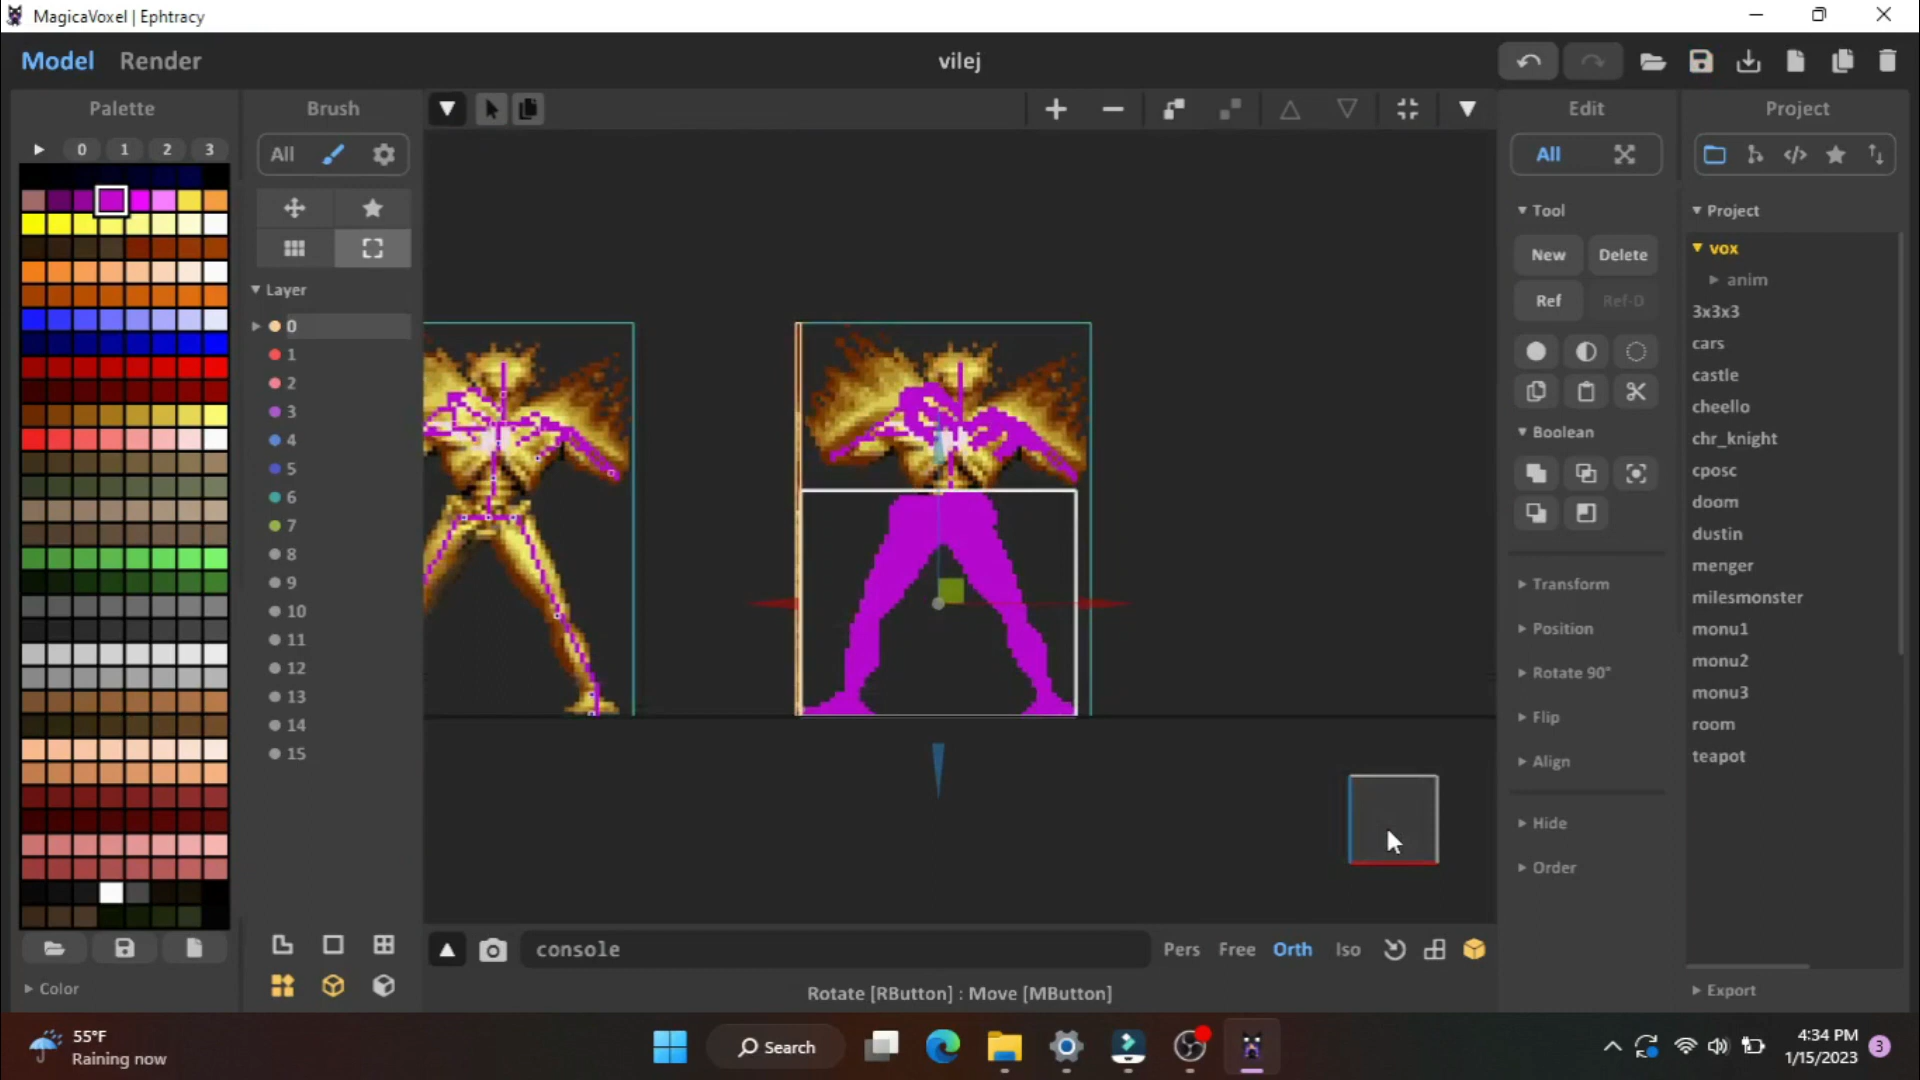 MagicaVoxel | Ephtracy
Model Render
vilej
Palette
0 1 2 3
Color
Brush
All
Layer
0
1
2
3
4
5
6
7
8
9
10
11
12
13
14
15
console
Pers Free Orth Iso
Rotate [RButton] : Move [MButton]
Edit
All
Tool
New Delete
Ref Ref-D
Boolean
Transform
Position
Rotate 90°
Flip
Align
Hide
Order
Project
Project
vox
anim
3x3x3
cars
castle
cheello
chr_knight
cposc
doom
dustin
menger
milesmonster
monu1
monu2
monu3
room
teapot
Export
55°F
Raining now
Search
4:34 PM
1/15/2023
3